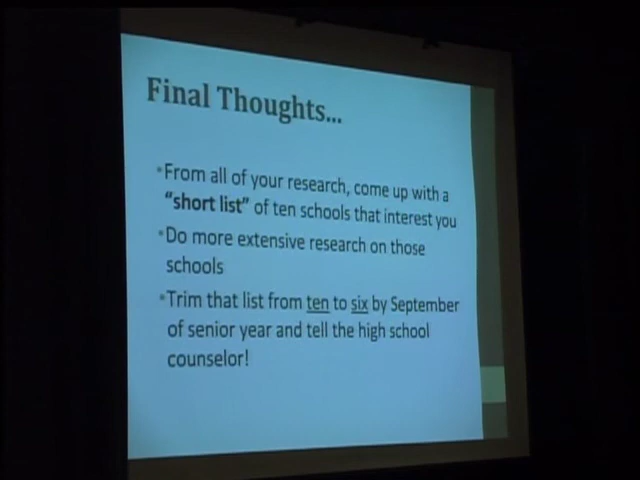 Final Thoughts...
•From all of your research, come up with a
"short list" of ten schools that interest you
•Do more extensive research on those
schools
•Trim that list from ten to six by September
of senior year and tell the high school
counselor!